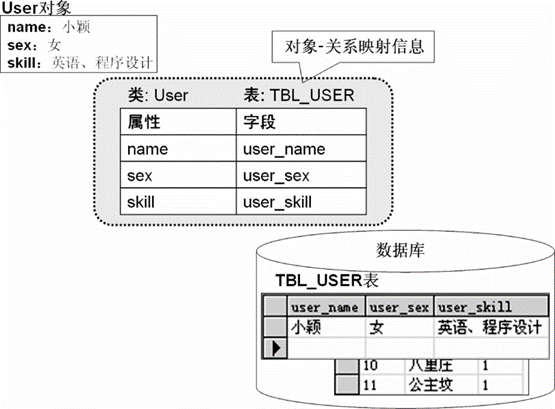 User对象
name：小颖
sex：女
skill：英语、程序设计
对象-关系映射信息
类: User 表: TBL_USER
属性 字段
name user_name
sex user_sex
skill user_skill
数据库
TBL_USER表
user_name user_sex user_skill
小颖 女 英语、程序设计
10 八里庄 1
11 公主坟 1